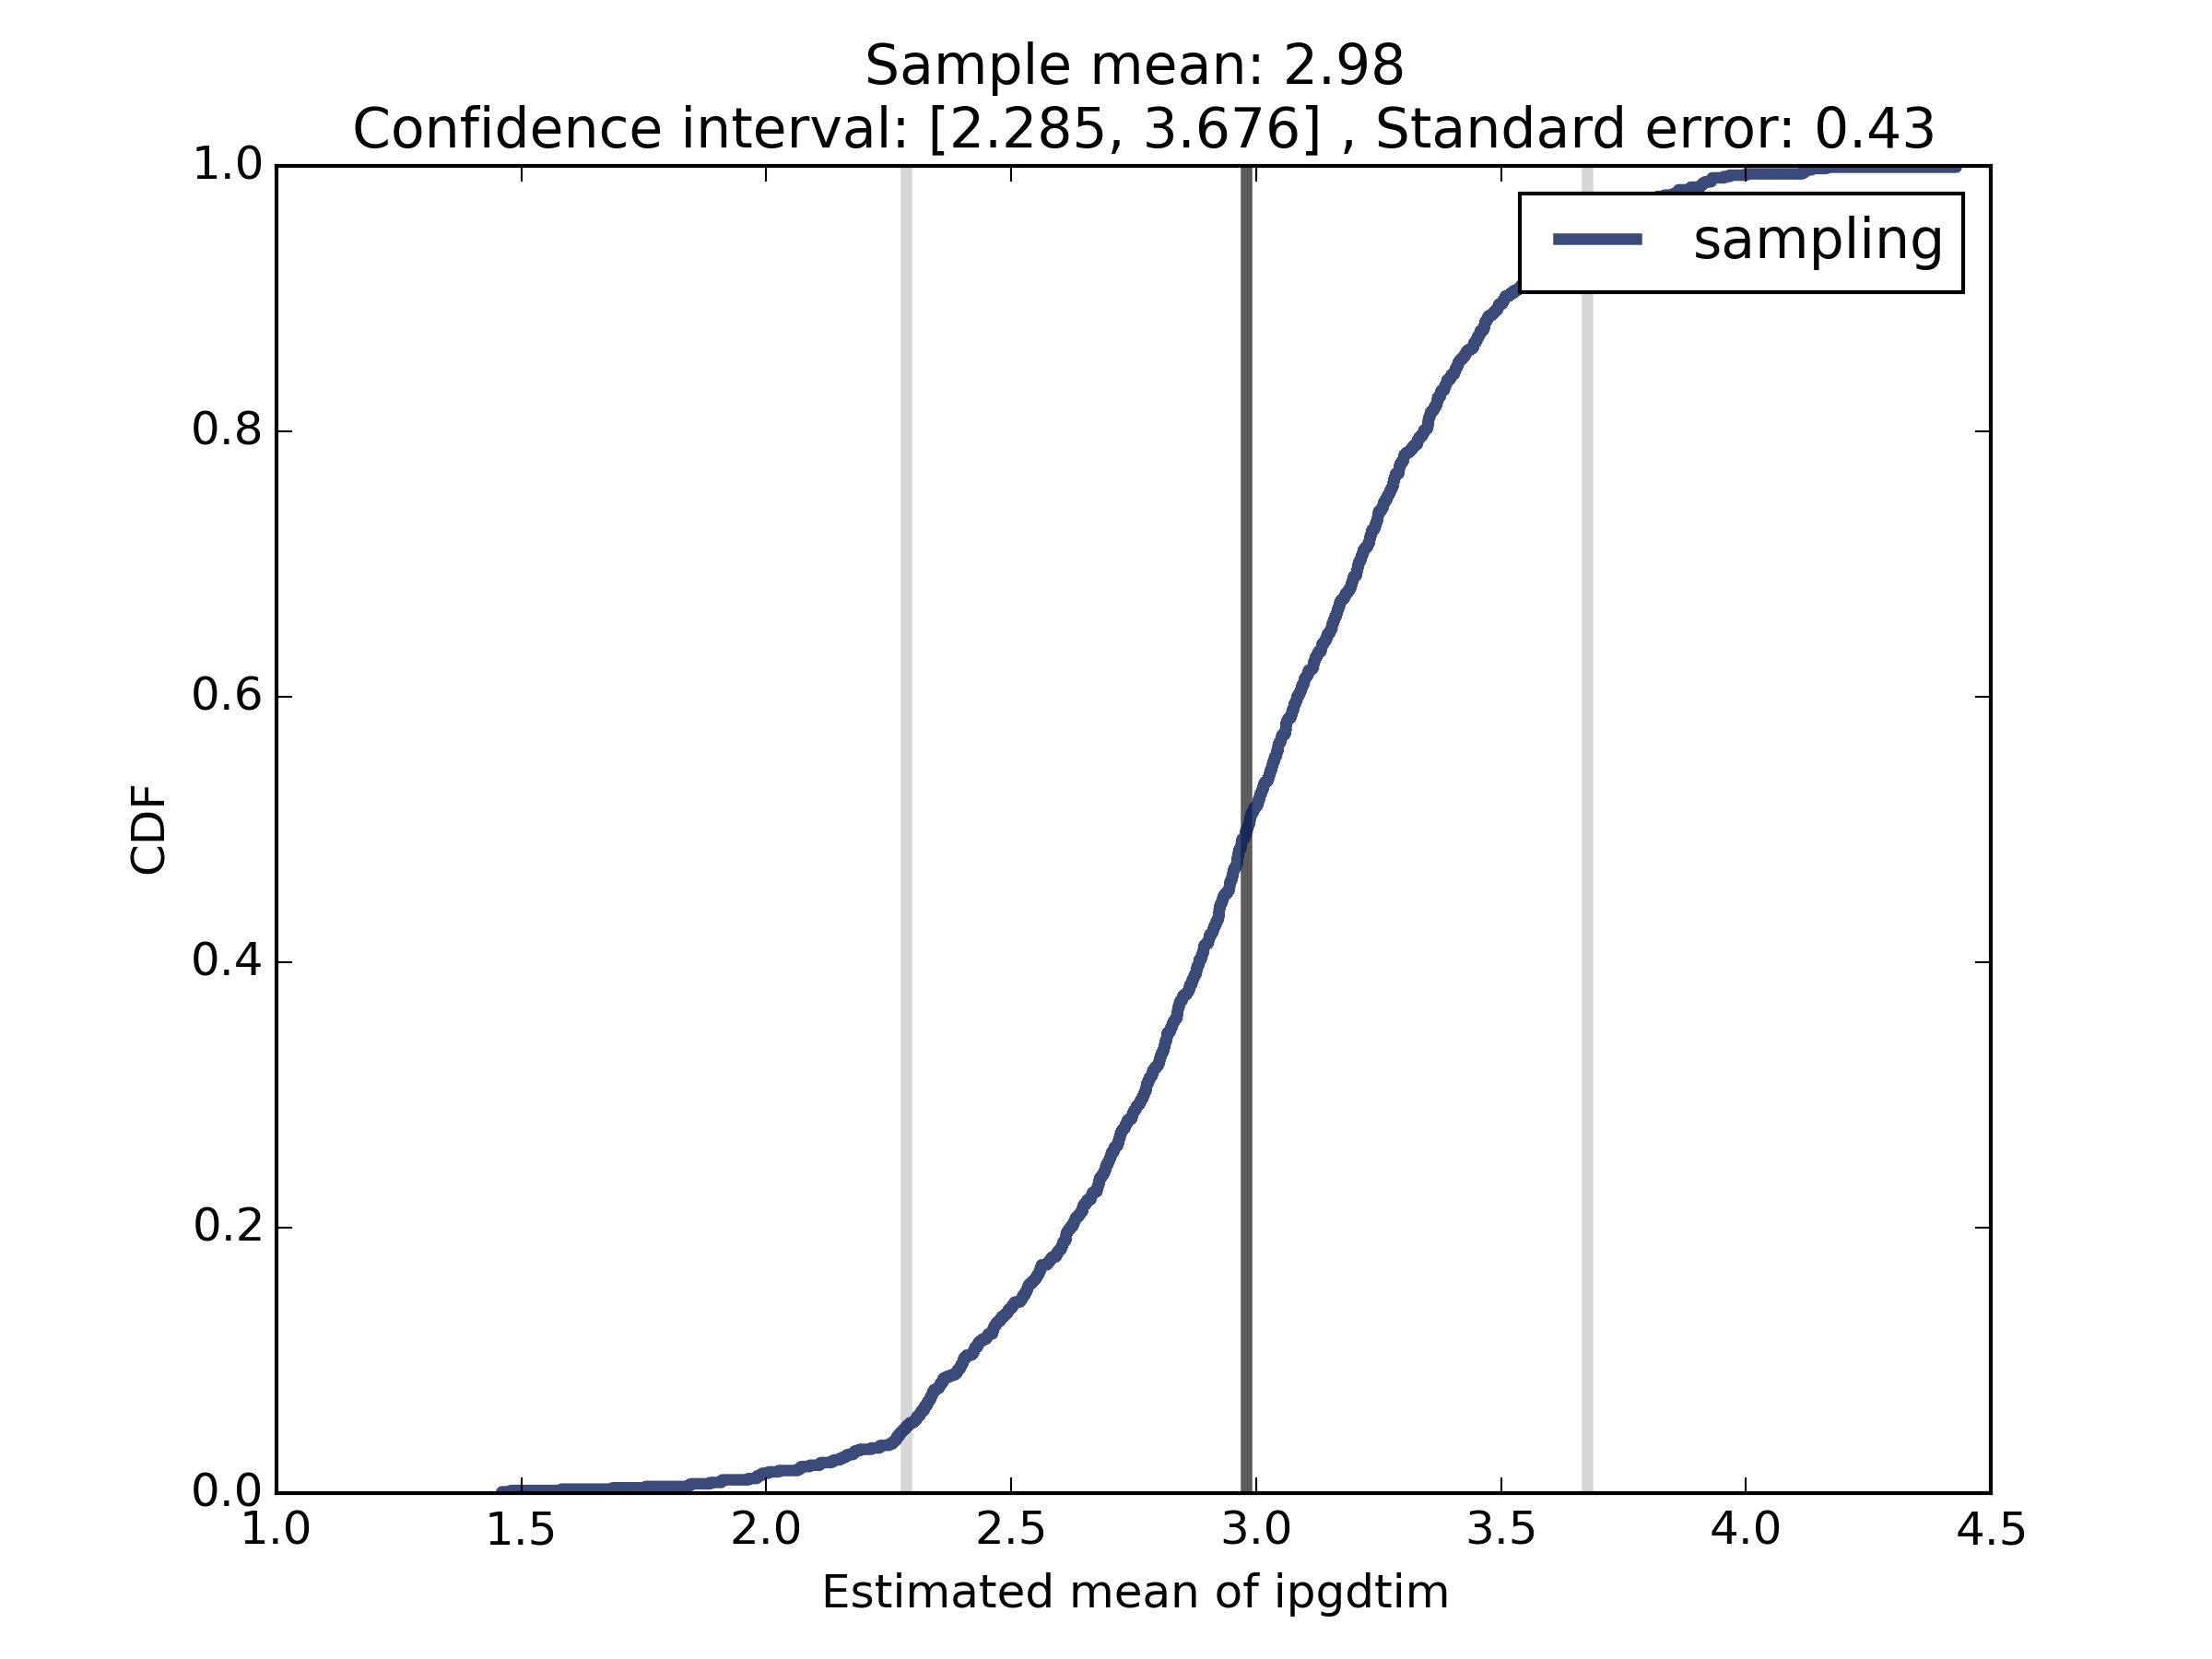 Sample mean: 2.98
Confidence interval: [2.285, 3.676] , Standard error: 0.43
1.0
sampling
0.8
0.6
CDF
0.4
0.2
0.0
1.0 1.5 2.0 2.5 3.0 3.5 4.0 4.5
Estimated mean of ipgdtim